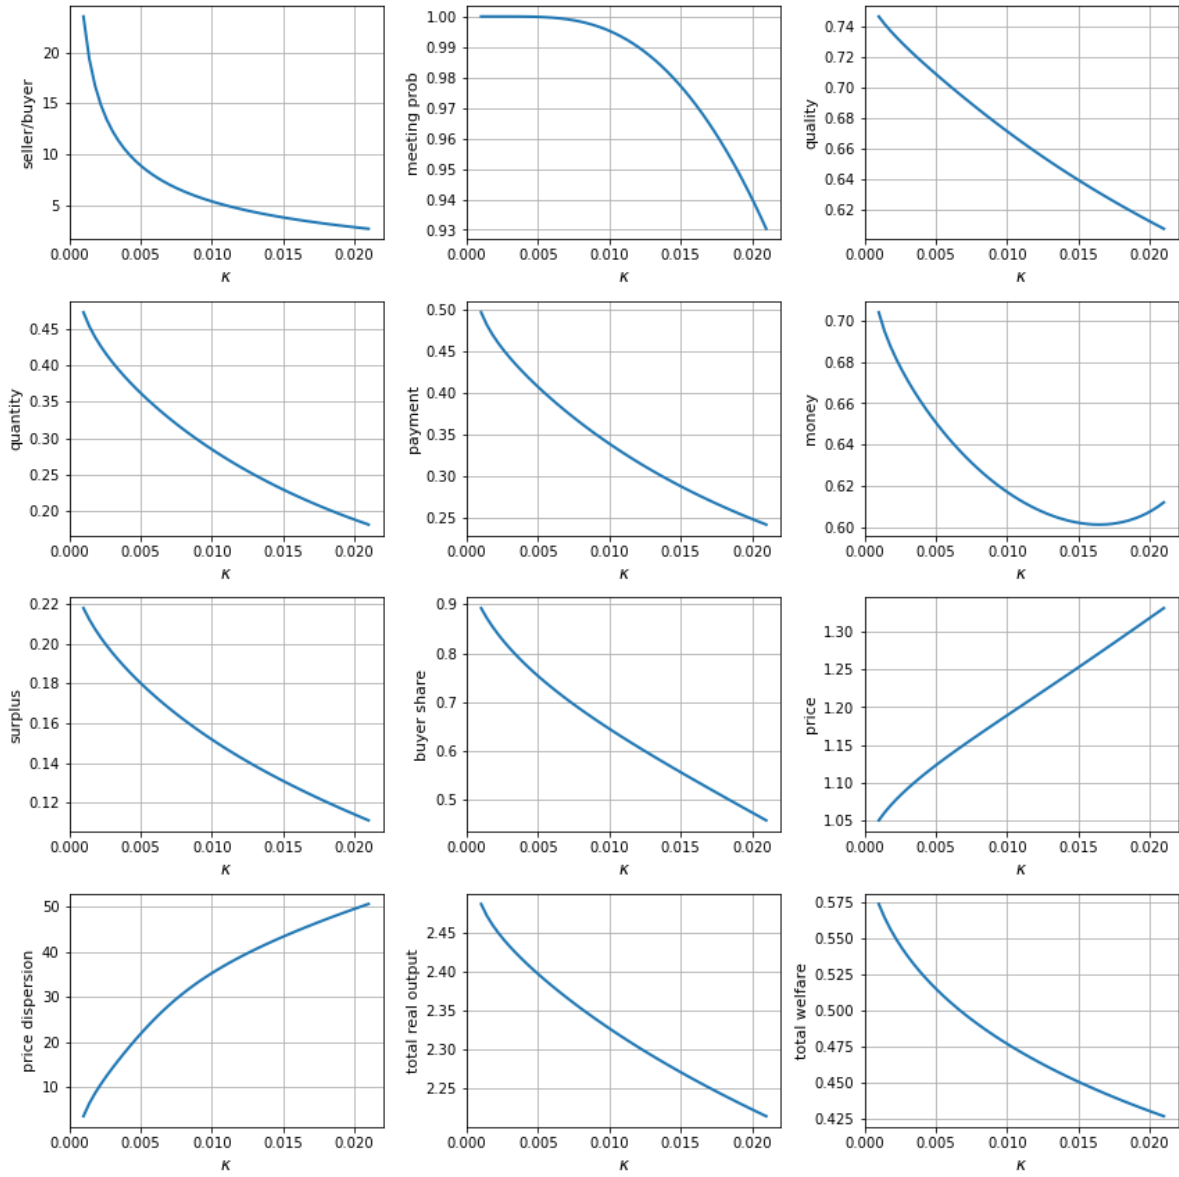 seller/buyer
20
15
10
5
0.000 0.005 0.010 0.015 0.020
κ
meeting prob
1.00
0.99
0.98
0.97
0.96
0.95
0.94
0.93
0.000 0.005 0.010 0.015 0.020
κ
quality
0.74
0.72
0.70
0.68
0.66
0.64
0.62
0.000 0.005 0.010 0.015 0.020
κ
quantity
0.45
0.40
0.35
0.30
0.25
0.20
0.000 0.005 0.010 0.015 0.020
κ
payment
0.50
0.45
0.40
0.35
0.30
0.25
0.000 0.005 0.010 0.015 0.020
κ
money
0.70
0.68
0.66
0.64
0.62
0.60
0.000 0.005 0.010 0.015 0.020
κ
surplus
0.22
0.20
0.18
0.16
0.14
0.12
0.000 0.005 0.010 0.015 0.020
κ
buyer share
0.9
0.8
0.7
0.6
0.5
0.000 0.005 0.010 0.015 0.020
κ
price
1.30
1.25
1.20
1.15
1.10
1.05
0.000 0.005 0.010 0.015 0.020
κ
price dispersion
50
40
30
20
10
0.000 0.005 0.010 0.015 0.020
κ
total real output
2.45
2.40
2.35
2.30
2.25
0.000 0.005 0.010 0.015 0.020
κ
total welfare
0.575
0.550
0.525
0.500
0.475
0.450
0.425
0.000 0.005 0.010 0.015 0.020
κ